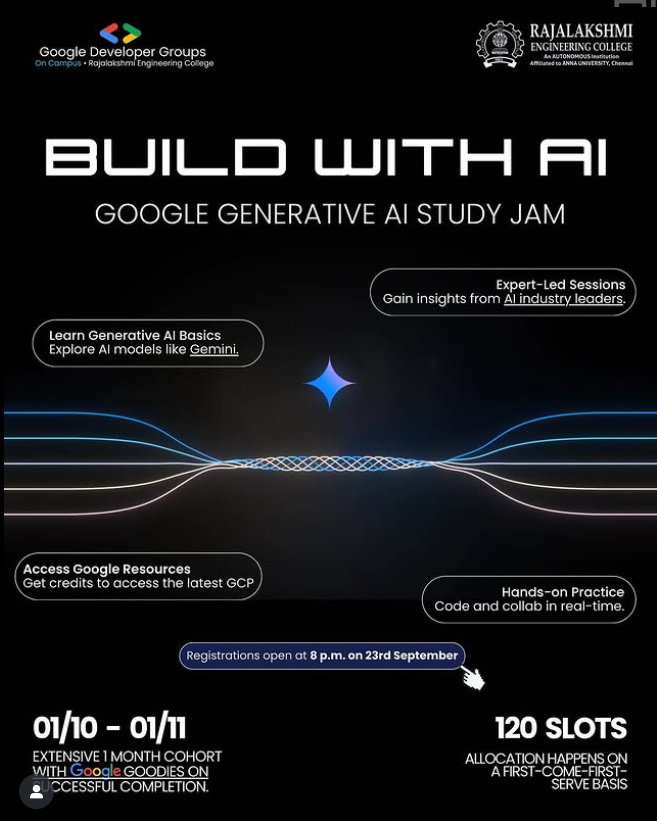 Google Developer Groups
On Campus • Rajalakshmi Engineering College
RAJALAKSHMI
ENGINEERING COLLEGE
An AUTONOMOUS Institution
Affiliated to ANNA UNIVERSITY, Chennai
BUILD WITH AI
GOOGLE GENERATIVE AI STUDY JAM
Expert-Led Sessions
Gain insights from AI industry leaders.
Learn Generative AI Basics
Explore AI models like Gemini.
Access Google Resources
Get credits to access the latest GCP
Hands-on Practice
Code and collab in real-time.
Registrations open at 8 p.m. on 23rd September
01/10 - 01/11
EXTENSIVE 1 MONTH COHORT
WITH Google GOODIES ON
SUCCESSFUL COMPLETION.
120 SLOTS
ALLOCATION HAPPENS ON
A FIRST-COME-FIRST-
SERVE BASIS